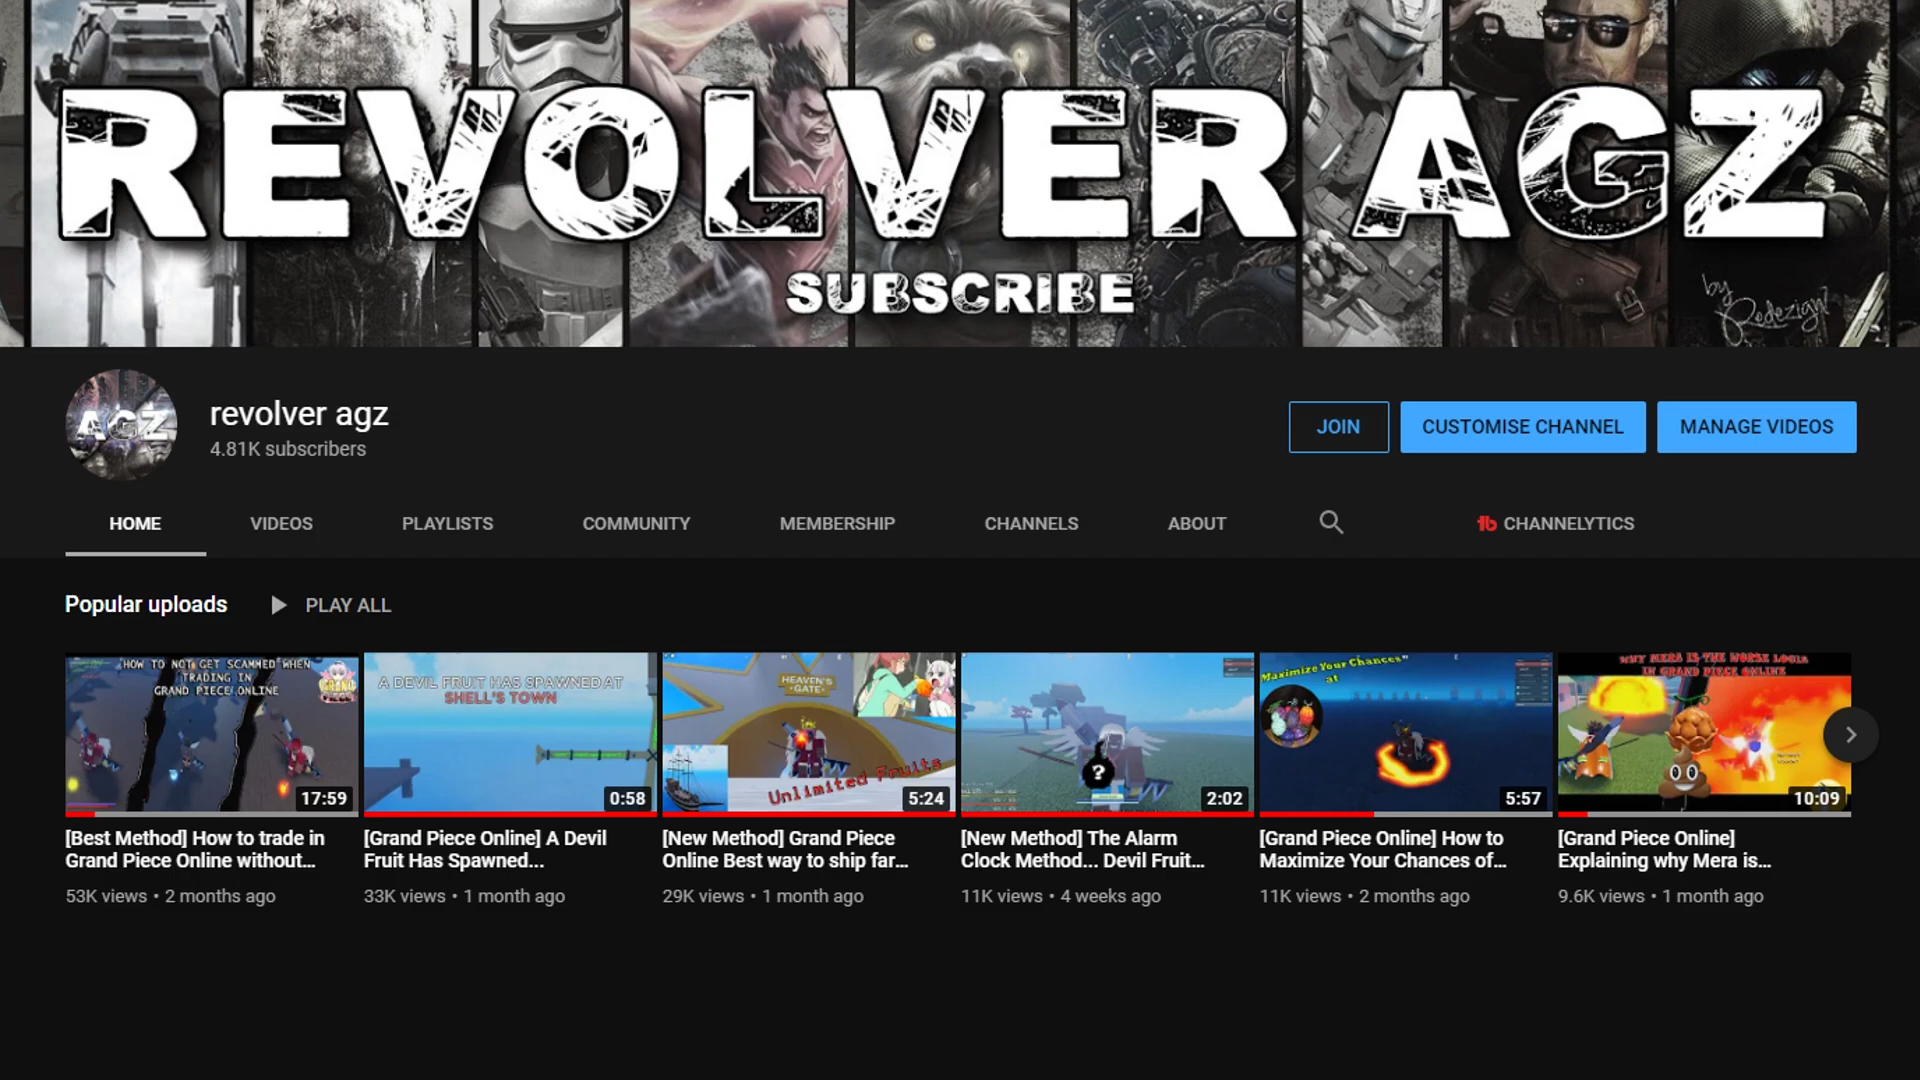 REVOLVER AGZ
SUBSCRIBE
by
Redezign
AGZ
revolver agz
4.81K subscribers
JOIN
CUSTOMISE CHANNEL
MANAGE VIDEOS
HOME
VIDEOS
PLAYLISTS
COMMUNITY
MEMBERSHIP
CHANNELS
ABOUT
tb CHANNELYTICS
Popular uploads
PLAY ALL
HOW TO NOT GET SCAMMED WHEN
TRADING IN
GRAND PIECE ONLINE
17:59
A DEVIL FRUIT HAS SPAWNED AT
SHELL'S TOWN
0:58
HEAVEN'S
GATE
Unlimited Fruits
5:24
?
2:02
Maximize Your Chances"
at
5:57
WHY MERA IS THE WORSE LOGIA
IN GRAND PIECE ONLINE
10:09
[Best Method] How to trade in
Grand Piece Online without...
53K views • 2 months ago
[Grand Piece Online] A Devil
Fruit Has Spawned...
33K views • 1 month ago
[New Method] Grand Piece
Online Best way to ship far...
29K views • 1 month ago
[New Method] The Alarm
Clock Method... Devil Fruit...
11K views • 4 weeks ago
[Grand Piece Online] How to
Maximize Your Chances of...
11K views • 2 months ago
[Grand Piece Online]
Explaining why Mera is...
9.6K views • 1 month ago